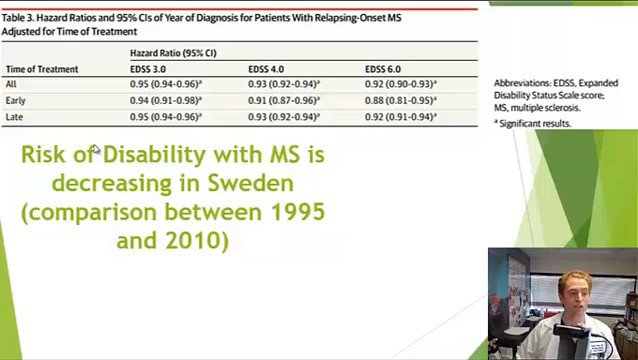 Table 3. Hazard Ratios and 95% CIs of Year of Diagnosis for Patients With Relapsing-Onset MS
Adjusted for Time of Treatment
Hazard Ratio (95% CI)
Time of Treatment EDSS 3.0 EDSS 4.0 EDSS 6.0
All 0.95 (0.94-0.96)a 0.93 (0.92-0.94)a 0.92 (0.90-0.93)a
Early 0.94 (0.91-0.98)a 0.91 (0.87-0.96)a 0.88 (0.81-0.95)a
Late 0.95 (0.94-0.96)a 0.93 (0.92-0.94)a 0.92 (0.91-0.94)a
Abbreviations: EDSS, Expanded
Disability Status Scale score;
MS, multiple sclerosis.
a Significant results.
Risk of Disability with MS is
decreasing in Sweden
(comparison between 1995
and 2010)